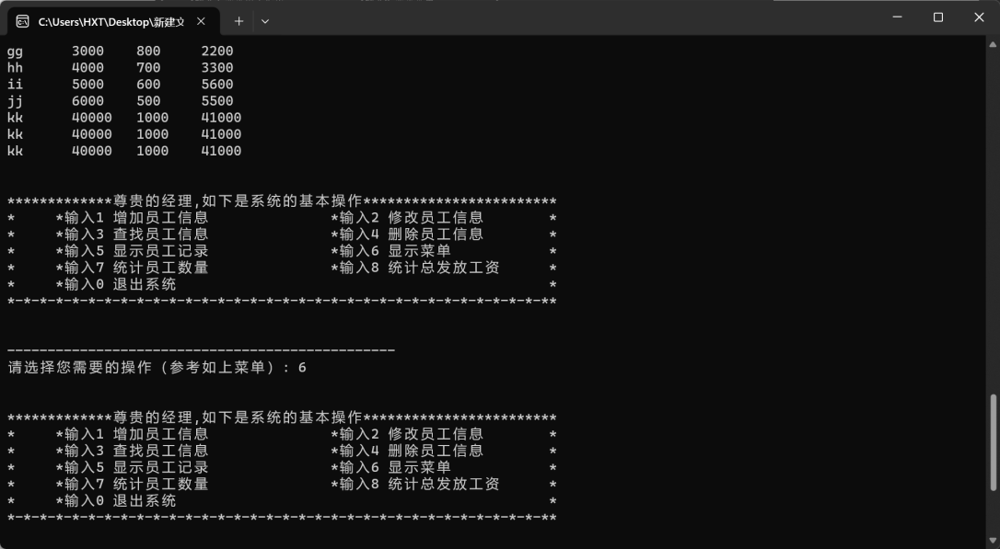 C:\Users\HXT\Desktop\新建文
gg 3000 800 2200
hh 4000 700 3300
ii 5000 600 5600
jj 6000 500 5500
kk 40000 1000 41000
kk 40000 1000 41000
kk 40000 1000 41000
*************尊贵的经理,如下是系统的基本操作************************
* *输入1 增加员工信息 *输入2 修改员工信息 *
* *输入3 查找员工信息 *输入4 删除员工信息 *
* *输入5 显示员工记录 *输入6 显示菜单 *
* *输入7 统计员工数量 *输入8 统计总发放工资 *
* *输入0 退出系统 *
*-*-*-*-*-*-*-*-*-*-*-*-*-*-*-*-*-*-*-*-*-*-*-*-*-*-*-*-*-*-*-*-*-**
------------------------------------------------
请选择您需要的操作（参考如上菜单）: 6
*************尊贵的经理,如下是系统的基本操作************************
* *输入1 增加员工信息 *输入2 修改员工信息 *
* *输入3 查找员工信息 *输入4 删除员工信息 *
* *输入5 显示员工记录 *输入6 显示菜单 *
* *输入7 统计员工数量 *输入8 统计总发放工资 *
* *输入0 退出系统 *
*-*-*-*-*-*-*-*-*-*-*-*-*-*-*-*-*-*-*-*-*-*-*-*-*-*-*-*-*-*-*-*-*-**